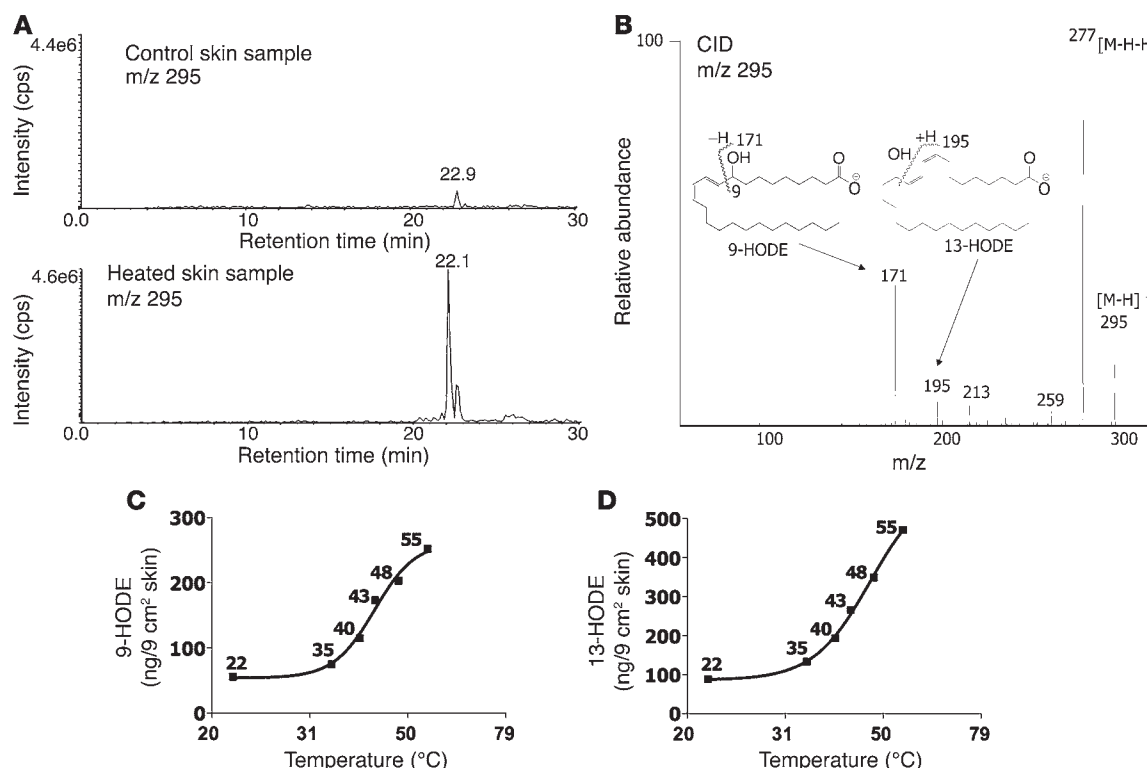 A
4.4e6
Control skin sample
m/z 295
Intensity (cps)
22.9
0.0 10 20 30
Retention time (min)
4.6e6
Heated skin sample
m/z 295
Intensity (cps)
22.1
0.0 10 20 30
Retention time (min)
B
100
CID
m/z 295
277 [M-H-H
Relative abundance
–H 171
OH
9
O
O
⊖
9-HODE
+H 195
OH
O
O
⊖
13-HODE
171
195
213
259
[M-H]
295
100 200 300
m/z
C
300
200
100
0
9-HODE
(ng/9 cm² skin)
22
35
40
43
48
55
20 31 50 79
Temperature (°C)
D
500
400
300
200
100
0
13-HODE
(ng/9 cm² skin)
22
35
40
43
48
55
20 31 50 79
Temperature (°C)